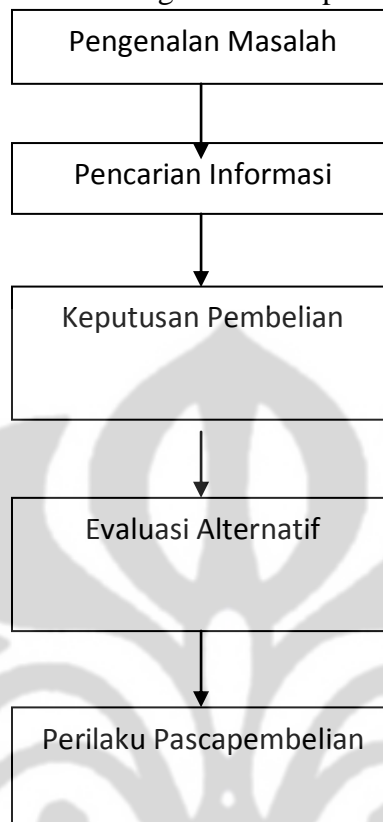 Pengenalan Masalah
Pencarian Informasi
Keputusan Pembelian
Evaluasi Alternatif
Perilaku Pascapembelian